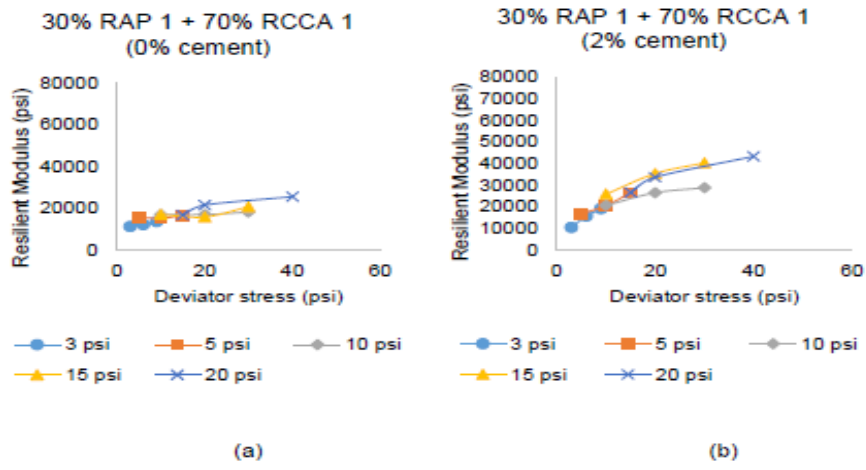 30% RAP 1 + 70% RCCA 1
(0% cement)
Resilient Modulus (psi)
80000
60000
40000
20000
0
0 20 40 60
Deviator stress (psi)
3 psi 5 psi 10 psi
15 psi 20 psi
(a)
30% RAP 1 + 70% RCCA 1
(2% cement)
Resilient Modulus (psi)
80000
70000
60000
50000
40000
30000
20000
10000
0
0 20 40 60
Deviator stress (psi)
3 psi 5 psi 10 psi
15 psi 20 psi
(b)